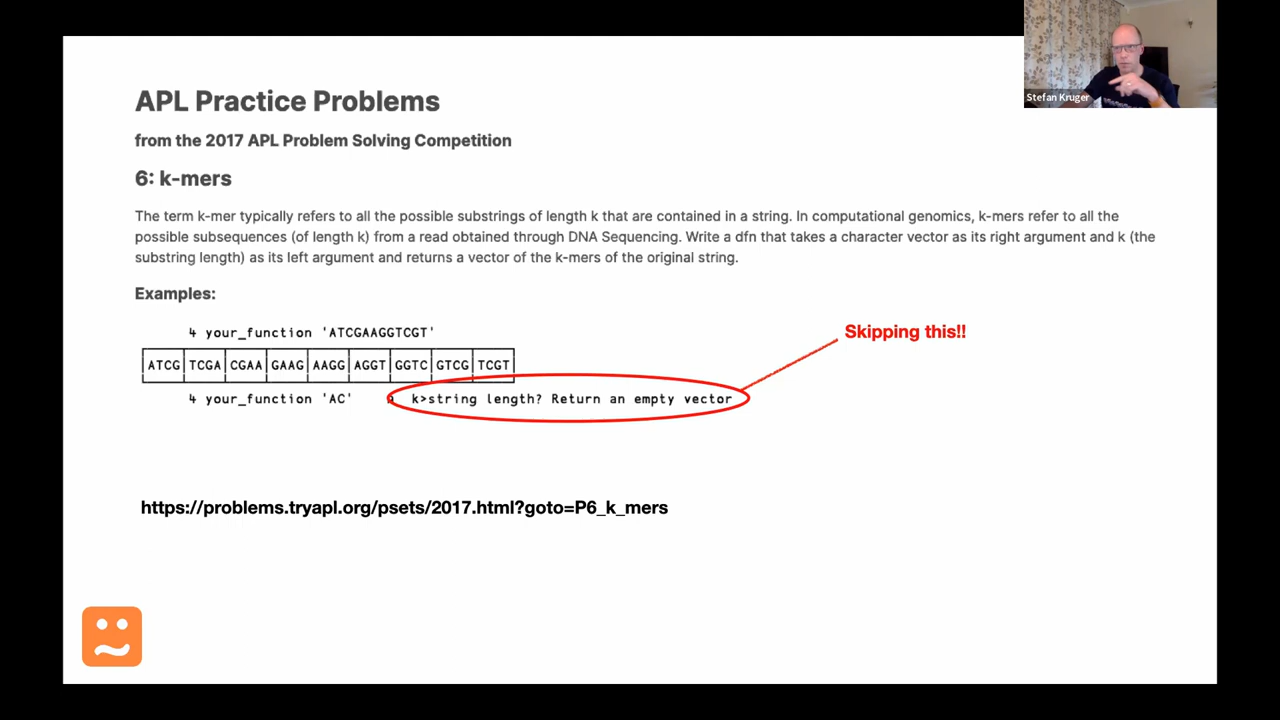 APL Practice Problems
from the 2017 APL Problem Solving Competition
6: k-mers
The term k-mer typically refers to all the possible substrings of length k that are contained in a string. In computational genomics, k-mers refer to all the
possible subsequences (of length k) from a read obtained through DNA Sequencing. Write a dfn that takes a character vector as its right argument and k (the
substring length) as its left argument and returns a vector of the k-mers of the original string.
Examples:
4 your_function 'ATCGAAGGTCGT'
Skipping this!!
ATCG TCGA CGAA GAAG AAGG AGGT GGTC GTCG TCGT
4 your_function 'AC' k>string length? Return an empty vector
https://problems.tryapl.org/psets/2017.html?goto=P6_k_mers
Stefan Kruger